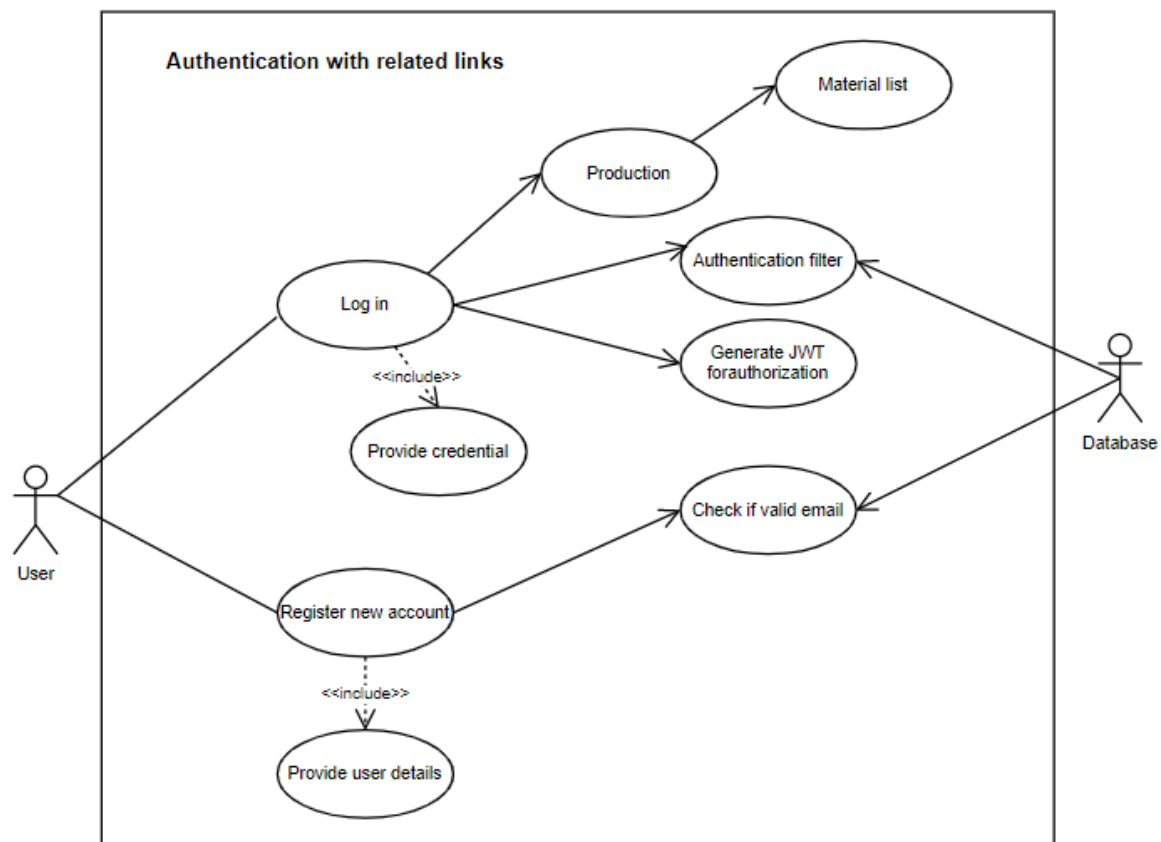 Authentication with related links
Material list
Production
Authentication filter
Log in
Generate JWT
forauthorization
<<include>>
Provide credential
Database
Check if valid email
User
Register new account
<<include>>
Provide user details